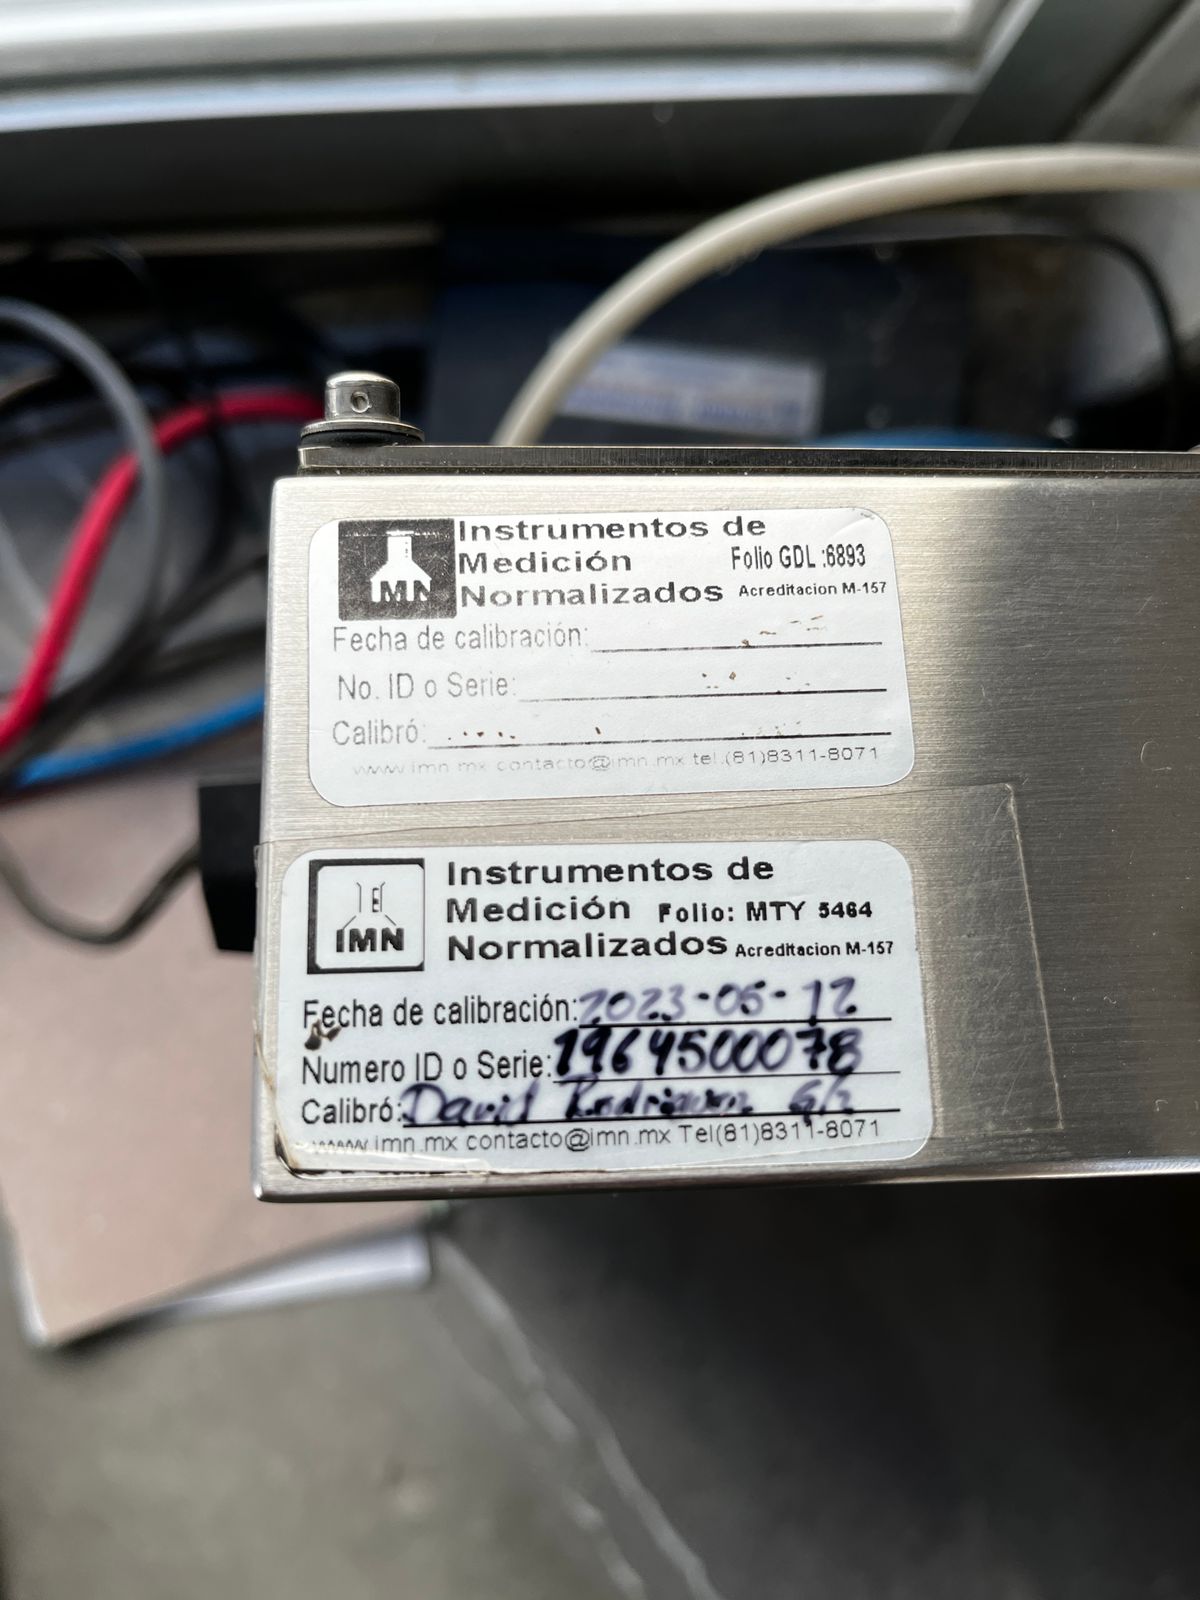 Instrumentos de
Medición Folio GDL :6893
IMN Normalizados Acreditacion M-157
Fecha de calibración:
No. ID o Serie:
Calibró:
www.imn.mx contacto@imn.mx tel.(81)8311-8071
Instrumentos de
Medición Folio: MTY 5464
IMN Normalizados Acreditacion M-157
Fecha de calibración: 2023-05-12
Numero ID o Serie: 1964500078
Calibró: David
www.imn.mx contacto@imn.mx Tel(81)8311-8071